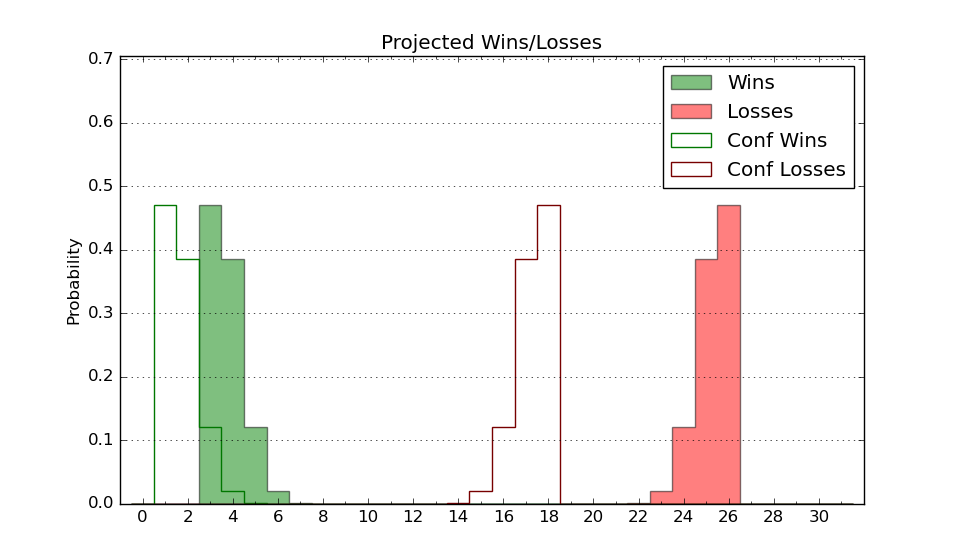 Projected Wins/Losses
0.7
0.6
0.5
0.4
0.3
0.2
0.1
0.0
Probability
Wins
Losses
Conf Wins
Conf Losses
0 2 4 6 8 10 12 14 16 18 20 22 24 26 28 30